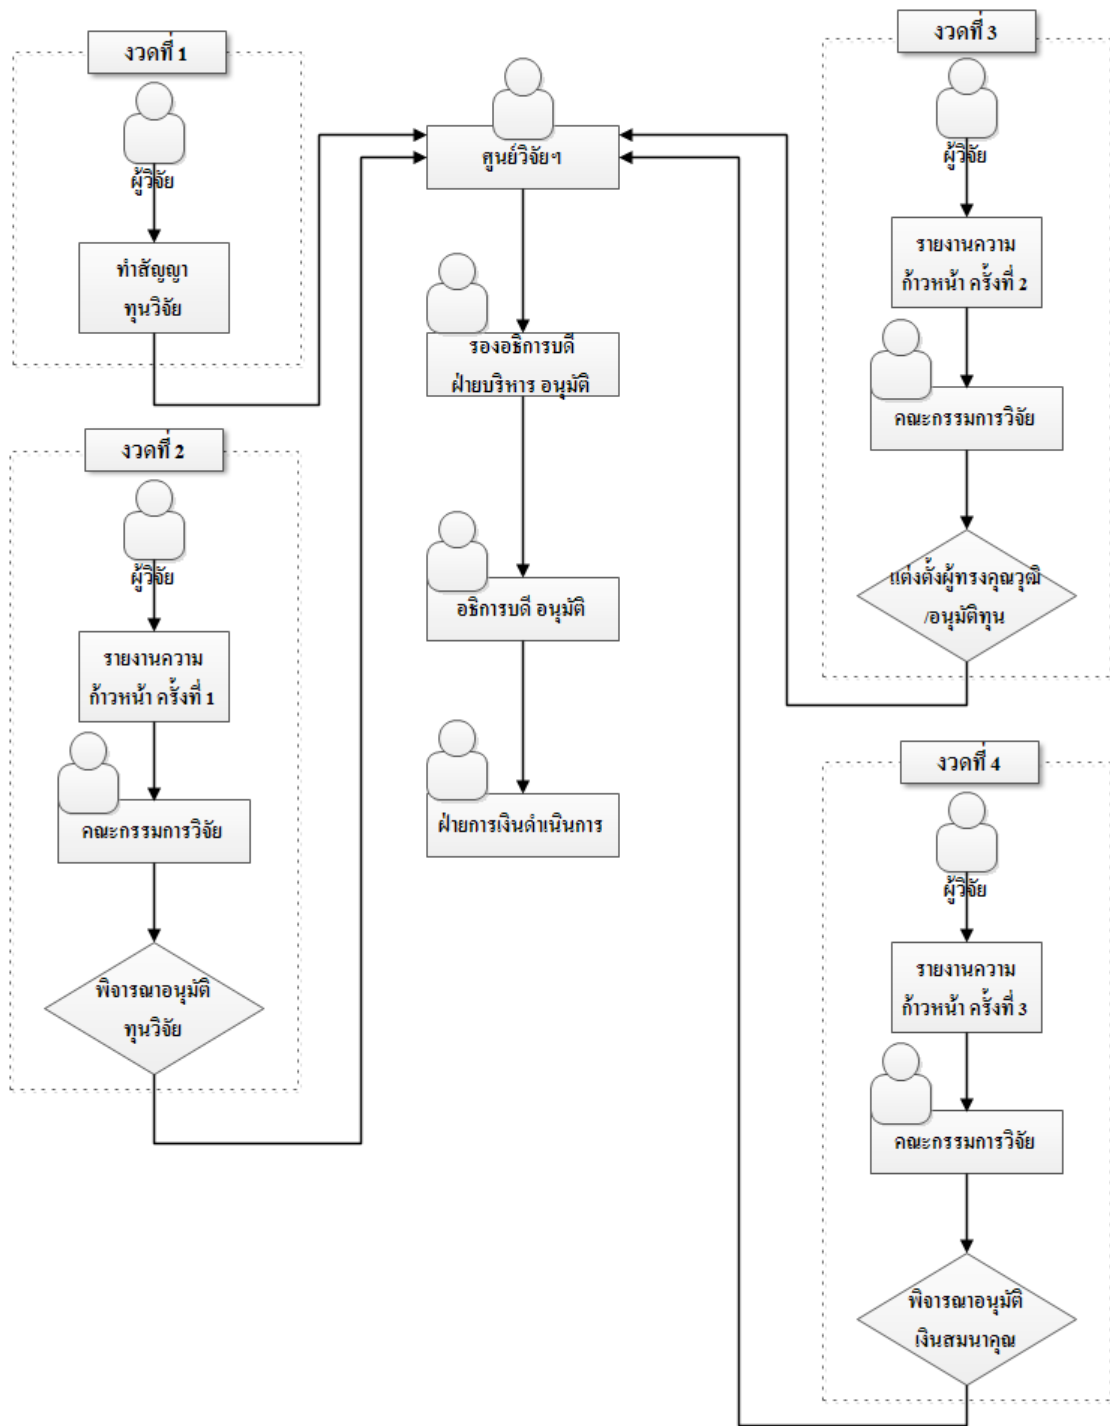 งวดที่ 1
ผู้วิจัย
ทำสัญญา
ทุนวิจัย
งวดที่ 2
ผู้วิจัย
รายงานความ
ก้าวหน้า ครั้งที่ 1
คณะกรรมการวิจัย
พิจารณาอนุมัติ
ทุนวิจัย
ศูนย์วิจัยฯ
รองอธิการบดี
ฝ่ายบริหาร อนุมัติ
อธิการบดี อนุมัติ
ฝ่ายการเงินดำเนินการ
งวดที่ 3
ผู้วิจัย
รายงานความ
ก้าวหน้า ครั้งที่ 2
คณะกรรมการวิจัย
แต่งตั้งผู้ทรงคุณวุฒิ
/อนุมัติทุน
งวดที่ 4
ผู้วิจัย
รายงานความ
ก้าวหน้า ครั้งที่ 3
คณะกรรมการวิจัย
พิจารณาอนุมัติ
เงินสมนาคุณ